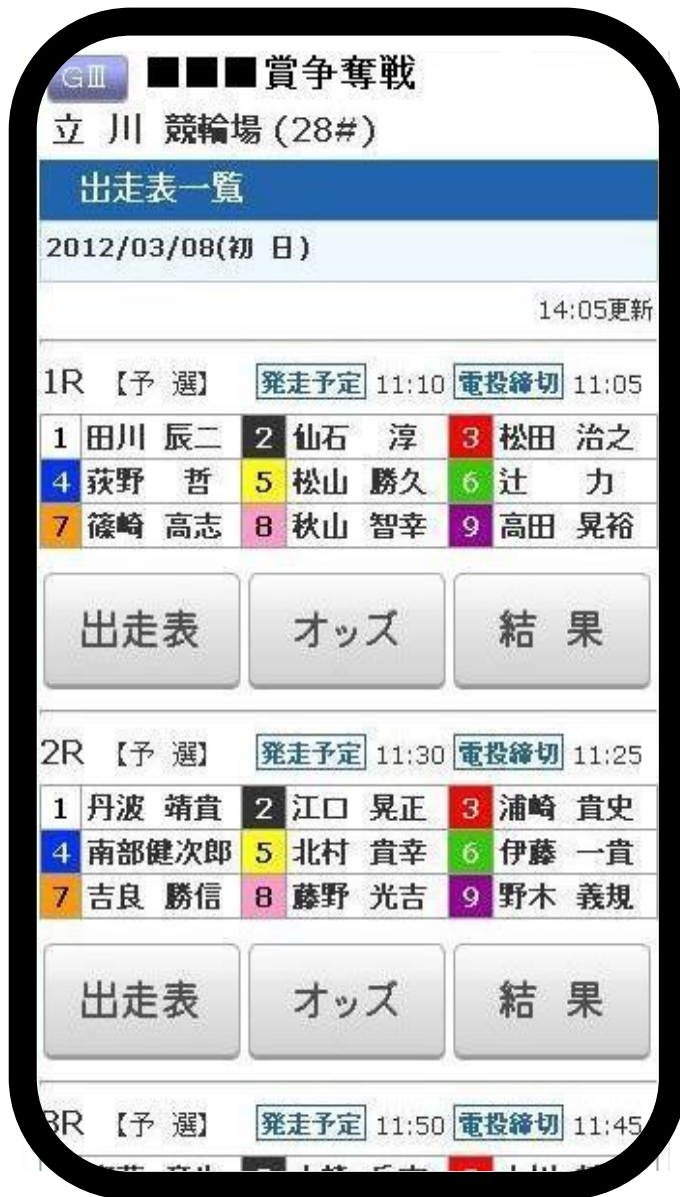 GⅢ ■■■賞争奪戦
立 川 競輪場(28#)
出走表一覧
2012/03/08(初 日)
14:05更新
1R 【予 選】 発走予定 11:10 電投締切 11:05
1 田川 辰二 2 仙石 淳 3 松田 治之
4 荻野 哲 5 松山 勝久 6 辻 力
7 篠崎 高志 8 秋山 智幸 9 高田 晃裕
出走表 オッズ 結 果
2R 【予 選】 発走予定 11:30 電投締切 11:25
1 丹波 靖貴 2 江口 晃正 3 浦崎 貴史
4 南部健次郎 5 北村 貴幸 6 伊藤 一貴
7 吉良 勝信 8 藤野 光吉 9 野木 義規
出走表 オッズ 結 果
3R 【予 選】 発走予定 11:50 電投締切 11:45